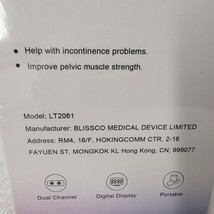 • Help with incontinence problems.
• Improve pelvic muscle strength.
Model: LT2061
Manufacturer: BLISSCO MEDICAL DEVICE LIMITED
Address: RM4, 16/F, HOKINGCOMM CTR, 2-16
FAYUEN ST, MONGKOK KL Hong Kong, CN, 999077
Dual Channel Display Portable